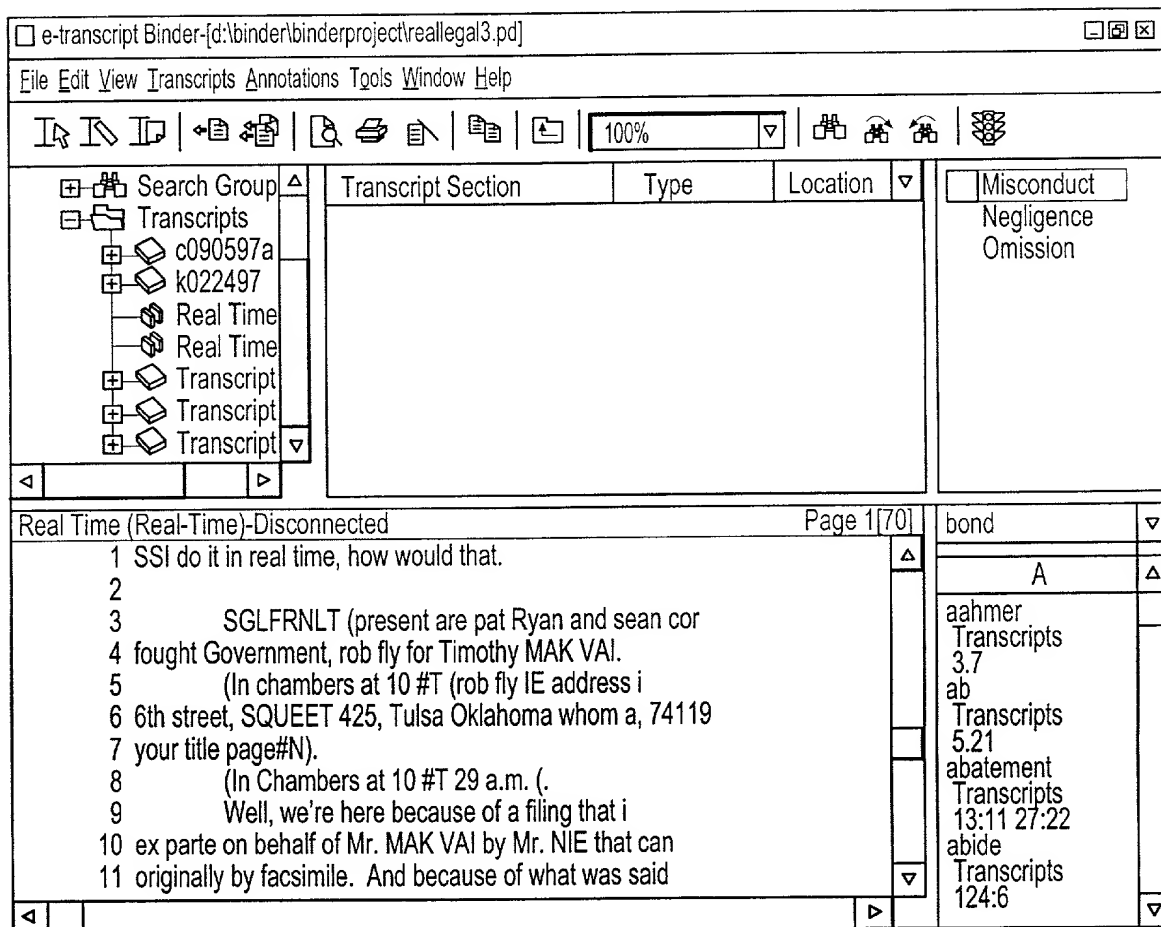 e-transcript Binder-[d:\binder\binderproject\reallegal3.pd]
File Edit View Transcripts Annotations Tools Window Help
100%
Search Group
Transcripts
c090597a
k022497
Real Time
Real Time
Transcript
Transcript
Transcript
Transcript Section Type Location
Misconduct
Negligence
Omission
Real Time (Real-Time)-Disconnected Page 1[70]
1 SSI do it in real time, how would that.
2
3 SGLFRNLT (present are pat Ryan and sean cor
4 fought Government, rob fly for Timothy MAK VAI.
5 (In chambers at 10 #T (rob fly IE address i
6 6th street, SQUEET 425, Tulsa Oklahoma whom a, 74119
7 your title page#N).
8 (In Chambers at 10 #T 29 a.m. (.
9 Well, we're here because of a filing that i
10 ex parte on behalf of Mr. MAK VAI by Mr. NIE that can
11 originally by facsimile. And because of what was said
bond
A
aahmer
Transcripts
3.7
ab
Transcripts
5.21
abatement
Transcripts
13:11 27:22
abide
Transcripts
124:6